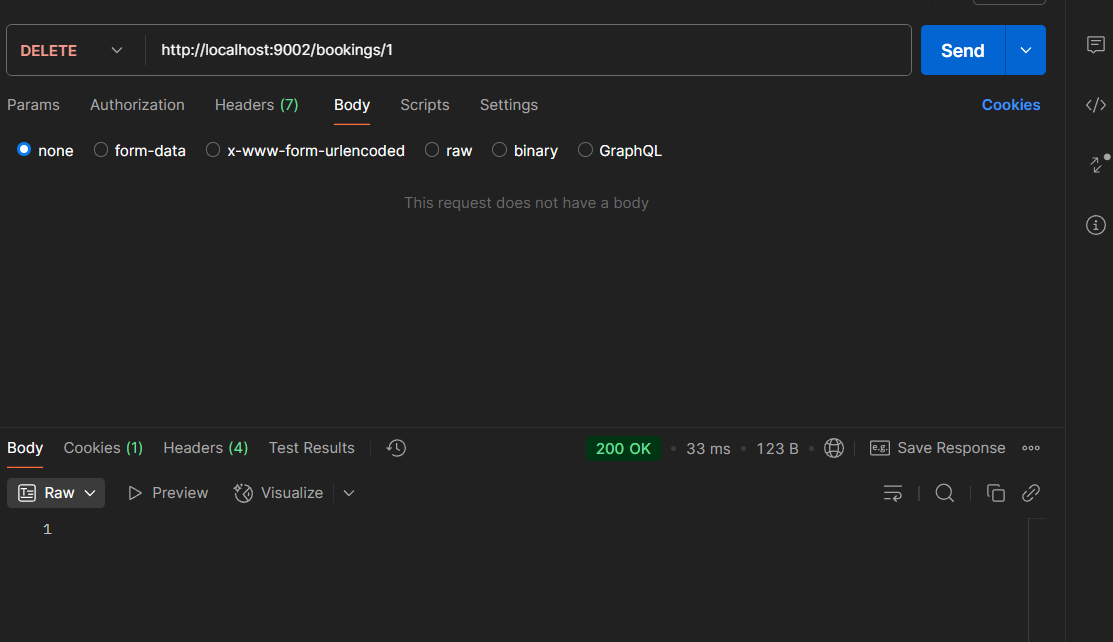 DELETE http://localhost:9002/bookings/1 Send
Params Authorization Headers (7) Body Scripts Settings Cookies
none form-data x-www-form-urlencoded raw binary GraphQL
This request does not have a body
Body Cookies (1) Headers (4) Test Results 200 OK 33 ms 123 B e.g. Save Response
Raw Preview Visualize
1